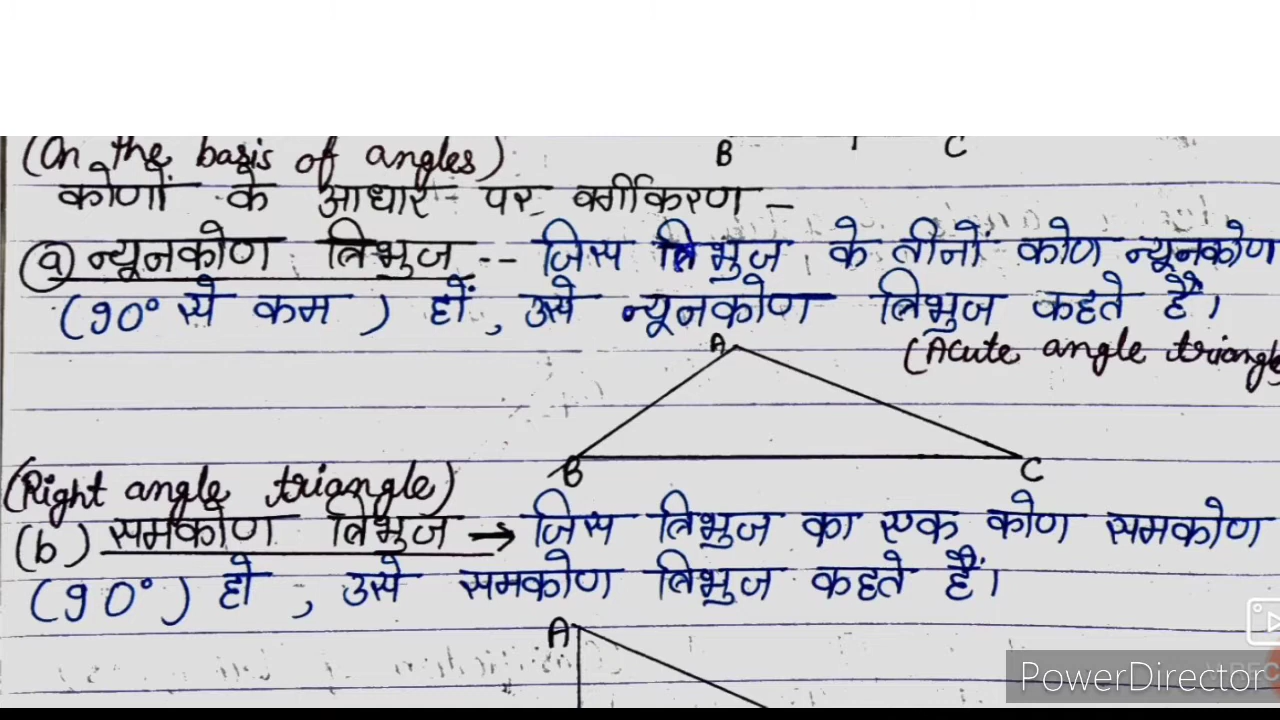 (On the basis of angles)
B C
कोणों के आधार पर वर्गीकरण –
(a) न्यूनकोण त्रिभुज -- जिस त्रिभुज के तीनों कोण न्यूनकोण
(90° से कम ) हों , उसे न्यूनकोण त्रिभुज कहते हैं।
(Acute angle triangle
A
B C
(Right angle triangle)
(b) समकोण त्रिभुज → जिस त्रिभुज का एक कोण समकोण
(90°) हो , उसे समकोण त्रिभुज कहते हैं।
A
PowerDirector